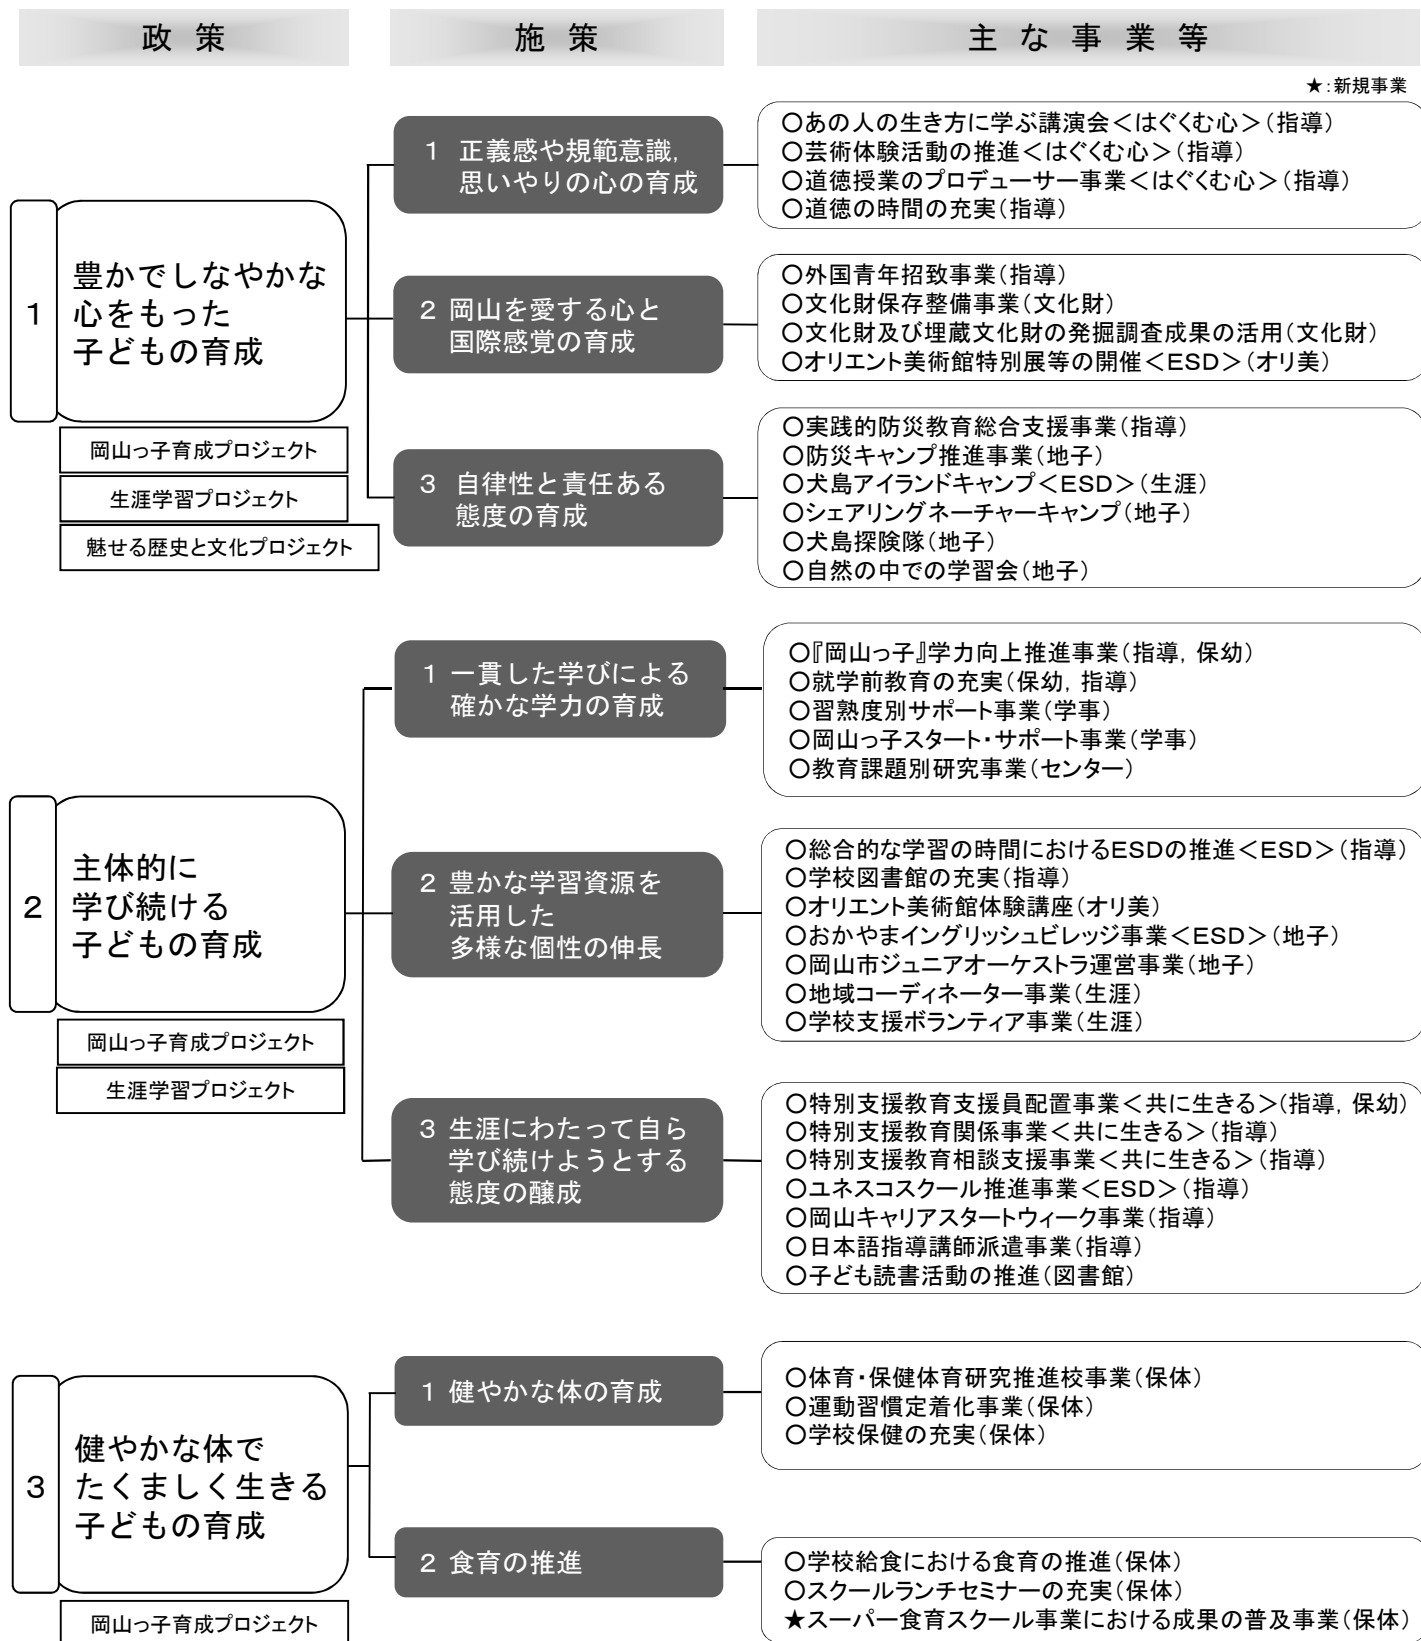 政策
施策
主な事業等
★:新規事業
1
豊かでしなやかな
心をもった
子どもの育成
岡山っ子育成プロジェクト
生涯学習プロジェクト
魅せる歴史と文化プロジェクト
1 正義感や規範意識,
思いやりの心の育成
○あの人の生き方に学ぶ講演会<はぐくむ心>(指導)
○芸術体験活動の推進<はぐくむ心>(指導)
○道徳授業のプロデューサー事業<はぐくむ心>(指導)
○道徳の時間の充実(指導)
2 岡山を愛する心と
国際感覚の育成
○外国青年招致事業(指導)
○文化財保存整備事業(文化財)
○文化財及び埋蔵文化財の発掘調査成果の活用(文化財)
○オリエント美術館特別展等の開催<ESD>(オリ美)
3 自律性と責任ある
態度の育成
○実践的防災教育総合支援事業(指導)
○防災キャンプ推進事業(地子)
○犬島アイランドキャンプ<ESD>(生涯)
○シェアリングネーチャーキャンプ(地子)
○犬島探険隊(地子)
○自然の中での学習会(地子)
2
主体的に
学び続ける
子どもの育成
岡山っ子育成プロジェクト
生涯学習プロジェクト
1 一貫した学びによる
確かな学力の育成
○『岡山っ子』学力向上推進事業(指導, 保幼)
○就学前教育の充実(保幼, 指導)
○習熟度別サポート事業(学事)
○岡山っ子スタート・サポート事業(学事)
○教育課題別研究事業(センター)
2 豊かな学習資源を
活用した
多様な個性の伸長
○総合的な学習の時間におけるESDの推進<ESD>(指導)
○学校図書館の充実(指導)
○オリエント美術館体験講座(オリ美)
○おかやまイングリッシュビレッジ事業<ESD>(地子)
○岡山市ジュニアオーケストラ運営事業(地子)
○地域コーディネーター事業(生涯)
○学校支援ボランティア事業(生涯)
3 生涯にわたって自ら
学び続けようとする
態度の醸成
○特別支援教育支援員配置事業<共に生きる>(指導, 保幼)
○特別支援教育関係事業<共に生きる>(指導)
○特別支援教育相談支援事業<共に生きる>(指導)
○ユネスコスクール推進事業<ESD>(指導)
○岡山キャリアスタートウィーク事業(指導)
○日本語指導講師派遣事業(指導)
○子ども読書活動の推進(図書館)
3
健やかな体で
たくましく生きる
子どもの育成
岡山っ子育成プロジェクト
1 健やかな体の育成
○体育・保健体育研究推進校事業(保体)
○運動習慣定着化事業(保体)
○学校保健の充実(保体)
2 食育の推進
○学校給食における食育の推進(保体)
○スクールランチセミナーの充実(保体)
★スーパー食育スクール事業における成果の普及事業(保体)